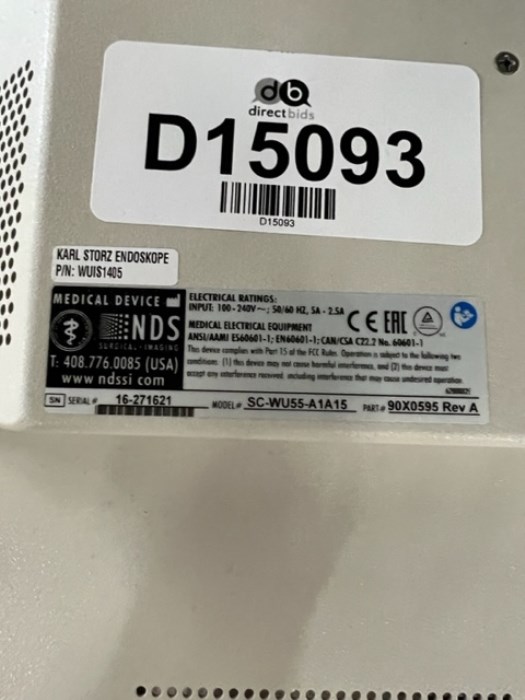 db
directbids
D15093
D15093
KARL STORZ ENDOSKOPE
P/N: WUIS1405
MEDICAL DEVICE
NDS
SURGICAL-IMAGING
T: 408.776.0085 (USA)
www ndssi.com
ELECTRICAL RATINGS:
INPUT: 100-240V~; 50/60 HZ, 5A - 2.5A
MEDICAL ELECTRICAL EQUIPMENT
ANSI/AAMI ES60601-1; EN60601-1; CAN/CSA C22.2 No. 60601-1
This device complies with Part 15 of the FCC Rules. Operation is subject to the following two
conditions: (1) this device may not cause harmful interference, and (2) this device must
accept any interference received, including interference that may cause undesired operation.
CE EAC
SN SERIAL# 16-271621
MODEL# SC-WU55-A1A15
PART# 90X0595 Rev A